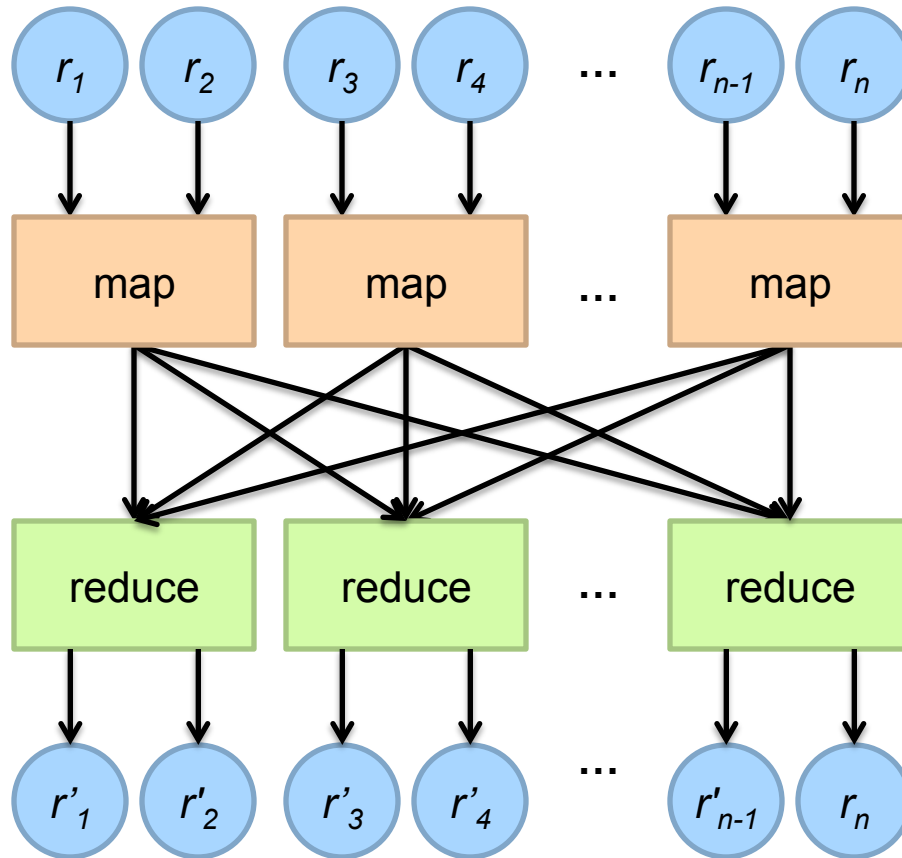 r1 r2 r3 r4 ... rn-1 rn
map map ... map
reduce reduce ... reduce
r’1 r'2 r’3 r’4 ... r'n-1 rn